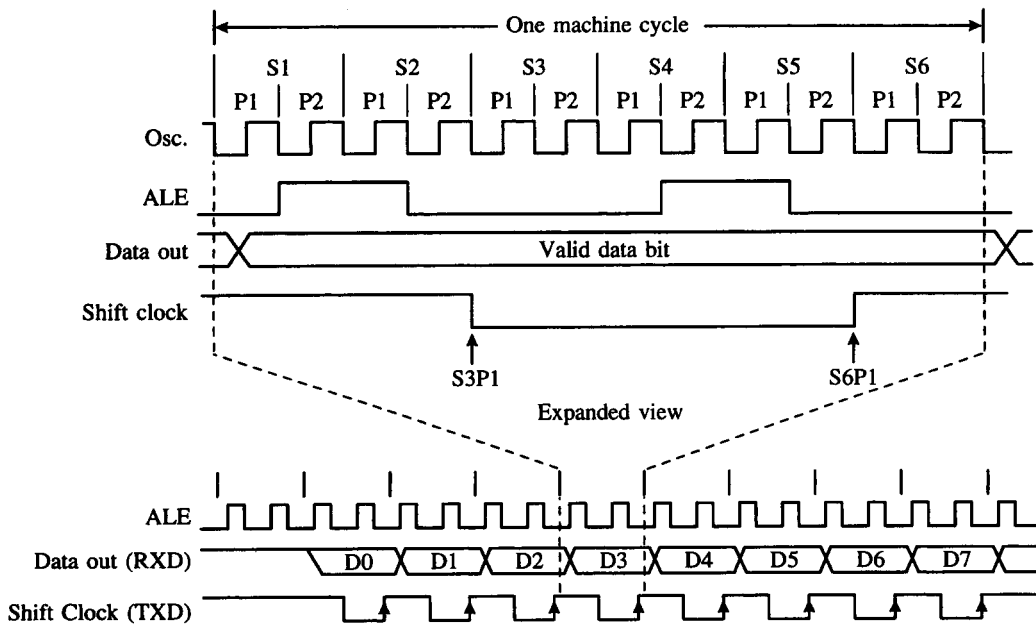 One machine cycle
S1 S2 S3 S4 S5 S6
P1 P2 P1 P2 P1 P2 P1 P2 P1 P2 P1 P2
Osc.
ALE
Data out Valid data bit
Shift clock
S3P1 S6P1
Expanded view
ALE
Data out (RXD) D0 D1 D2 D3 D4 D5 D6 D7
Shift Clock (TXD)